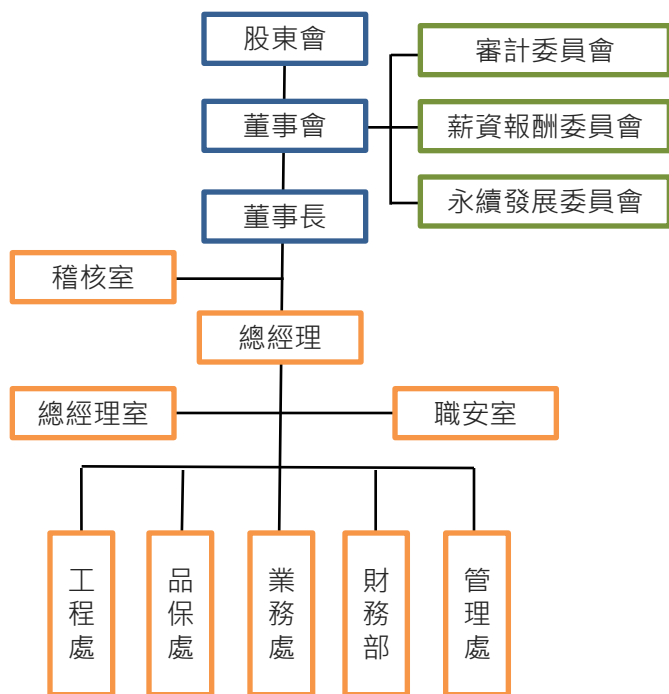 股東會
審計委員會
董事會
薪資報酬委員會
董事長
永續發展委員會
稽核室
總經理
總經理室
職安室
工程處
品保處
業務處
財務部
管理處